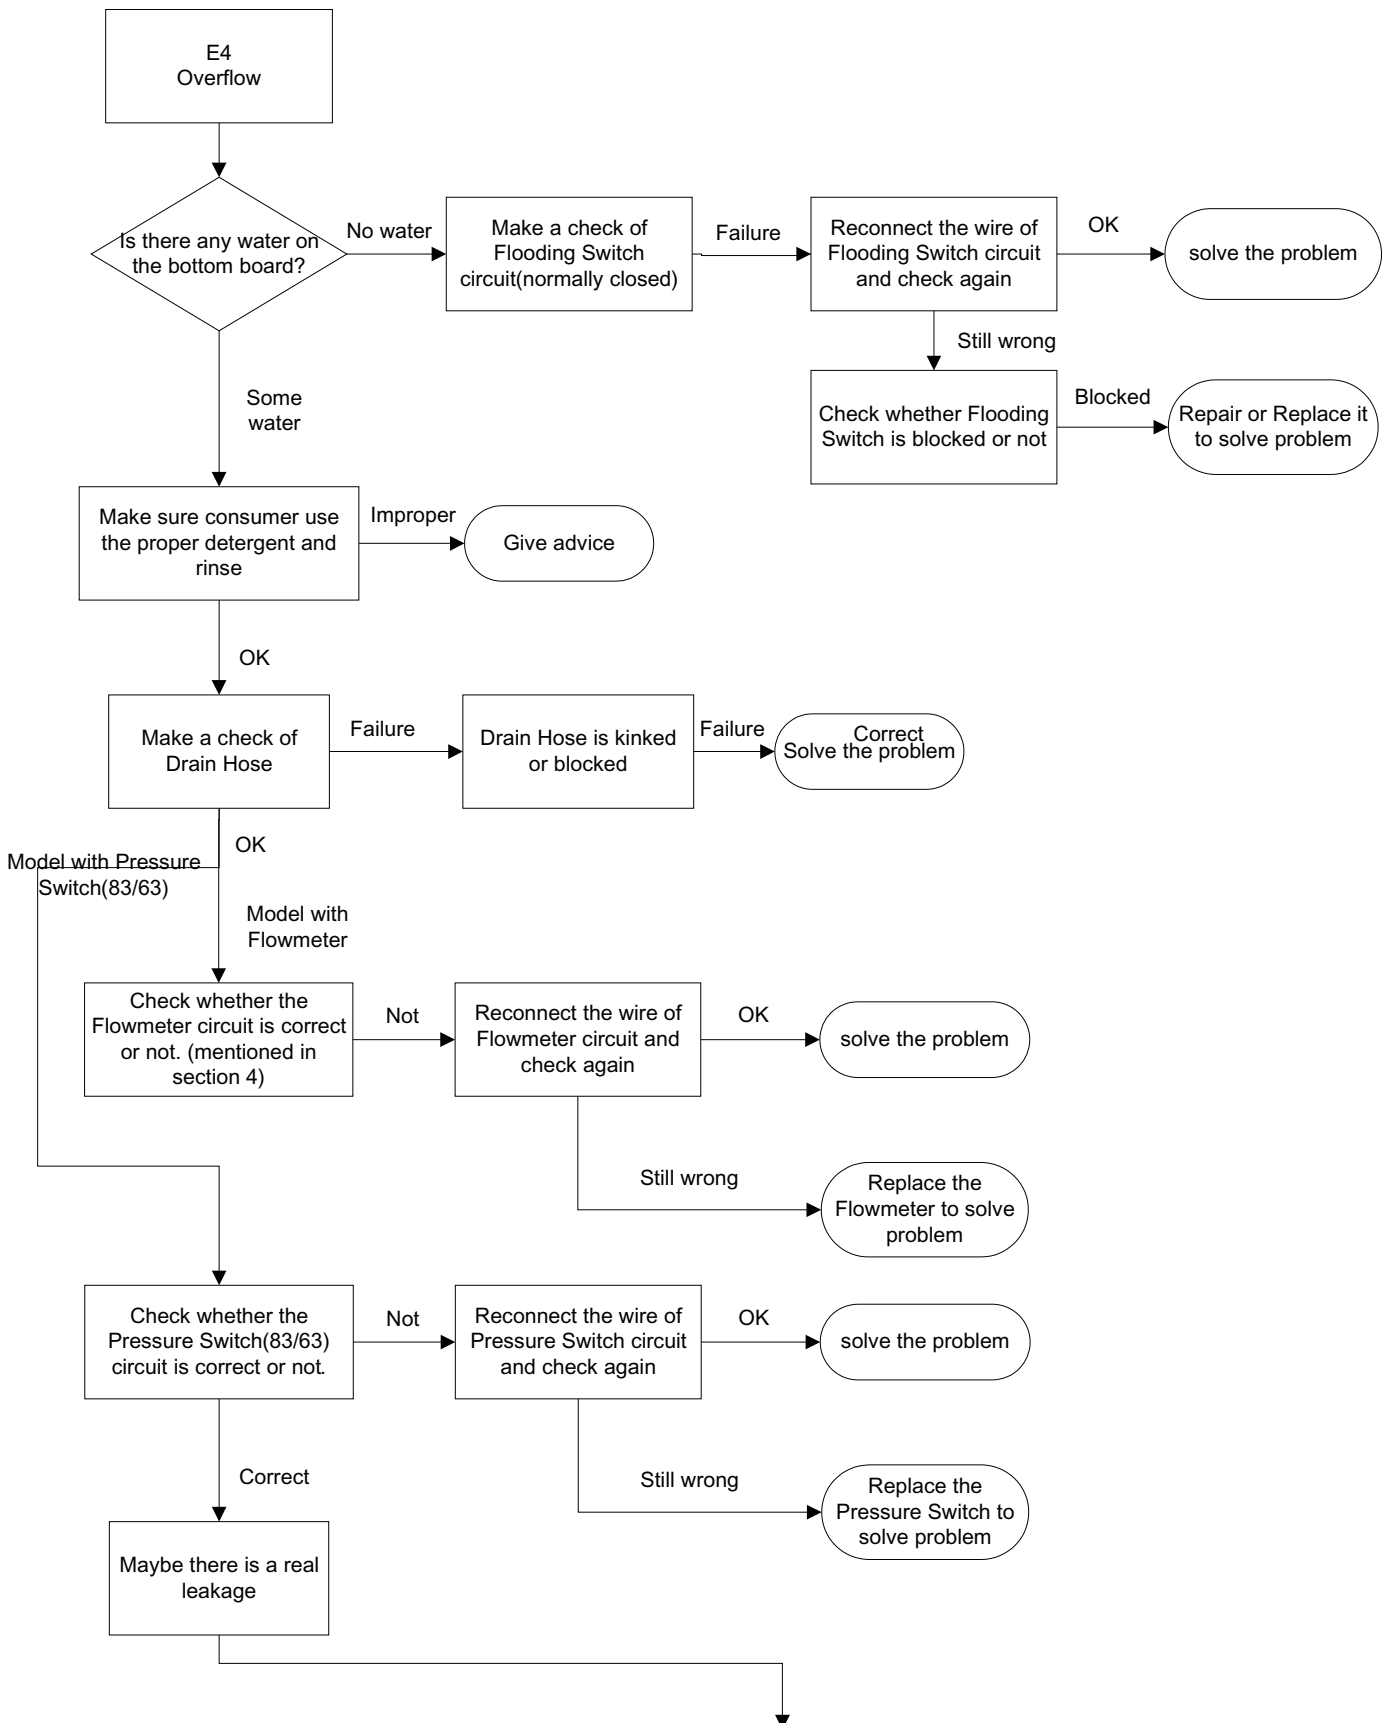 E4
Overflow
Is there any water on
the bottom board?
No water
Make a check of
Flooding Switch
circuit(normally closed)
Failure
Reconnect the wire of
Flooding Switch circuit
and check again
OK
solve the problem
Still wrong
Check whether Flooding
Switch is blocked or not
Blocked
Repair or Replace it
to solve problem
Some
water
Make sure consumer use
the proper detergent and
rinse
Improper
Give advice
OK
Make a check of
Drain Hose
Failure
Drain Hose is kinked
or blocked
Failure
Correct
Solve the problem
OK
Model with Pressure
Switch(83/63)
Model with
Flowmeter
Check whether the
Flowmeter circuit is correct
or not. (mentioned in
section 4)
Not
Reconnect the wire of
Flowmeter circuit and
check again
OK
solve the problem
Still wrong
Replace the
Flowmeter to solve
problem
Check whether the
Pressure Switch(83/63)
circuit is correct or not.
Not
Reconnect the wire of
Pressure Switch circuit
and check again
OK
solve the problem
Still wrong
Replace the
Pressure Switch to
solve problem
Correct
Maybe there is a real
leakage